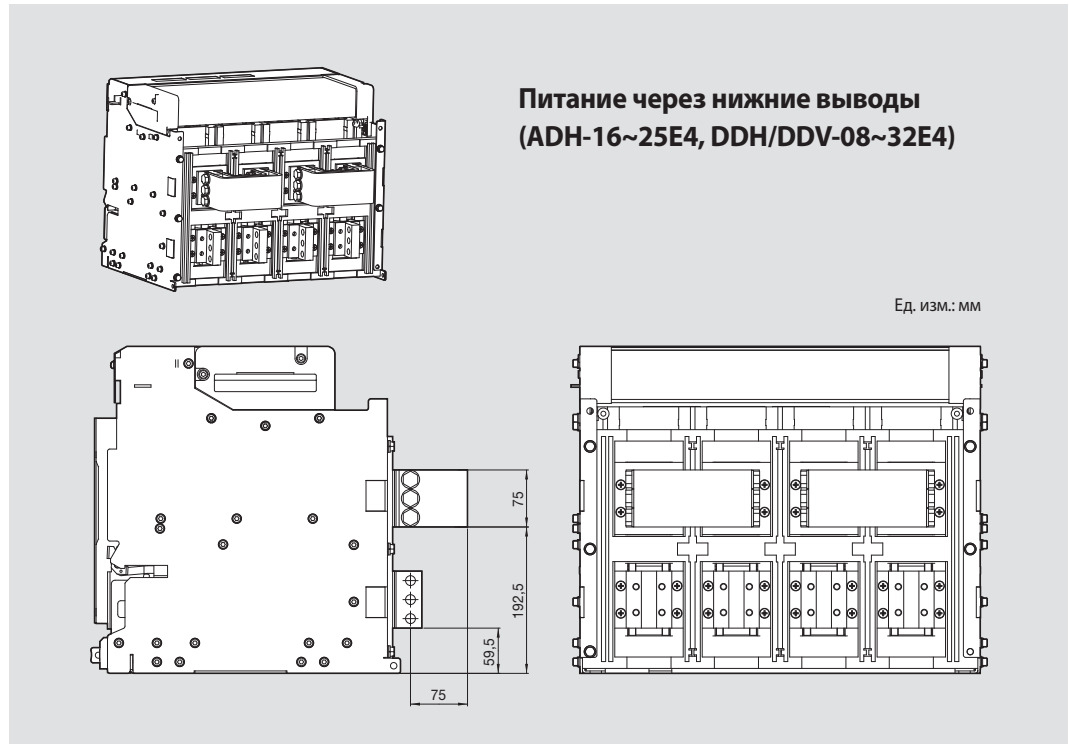 Питание через нижние выводы
(ADH-16~25E4, DDH/DDV-08~32E4)
Ед. изм.: мм
75
192,5
59,5
75